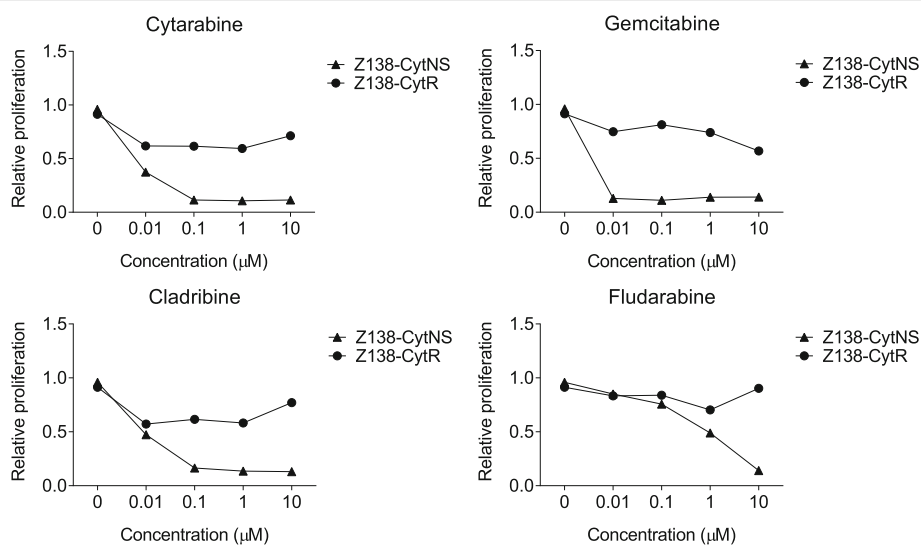 Cytarabine
Relative proliferation
1.5
1.0
0.5
0.0
0 0.01 0.1 1 10
Concentration (μM)
Z138-CytNS
Z138-CytR
Gemcitabine
Relative proliferation
1.5
1.0
0.5
0.0
0 0.01 0.1 1 10
Concentration (μM)
Z138-CytNS
Z138-CytR
Cladribine
Relative proliferation
1.5
1.0
0.5
0.0
0 0.01 0.1 1 10
Concentration (μM)
Z138-CytNS
Z138-CytR
Fludarabine
Relative proliferation
1.5
1.0
0.5
0.0
0 0.01 0.1 1 10
Concentration (μM)
Z138-CytNS
Z138-CytR